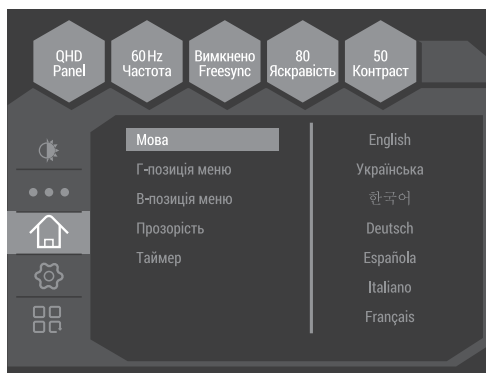 QHD
Panel
60Hz
Частота
Вимкнено
Freesync
80
Яскравість
50
Контраст
Мова
Г-позиція меню
В-позиція меню
Прозорість
Таймер
English
Українська
한국어
Deutsch
Española
Italiano
Français